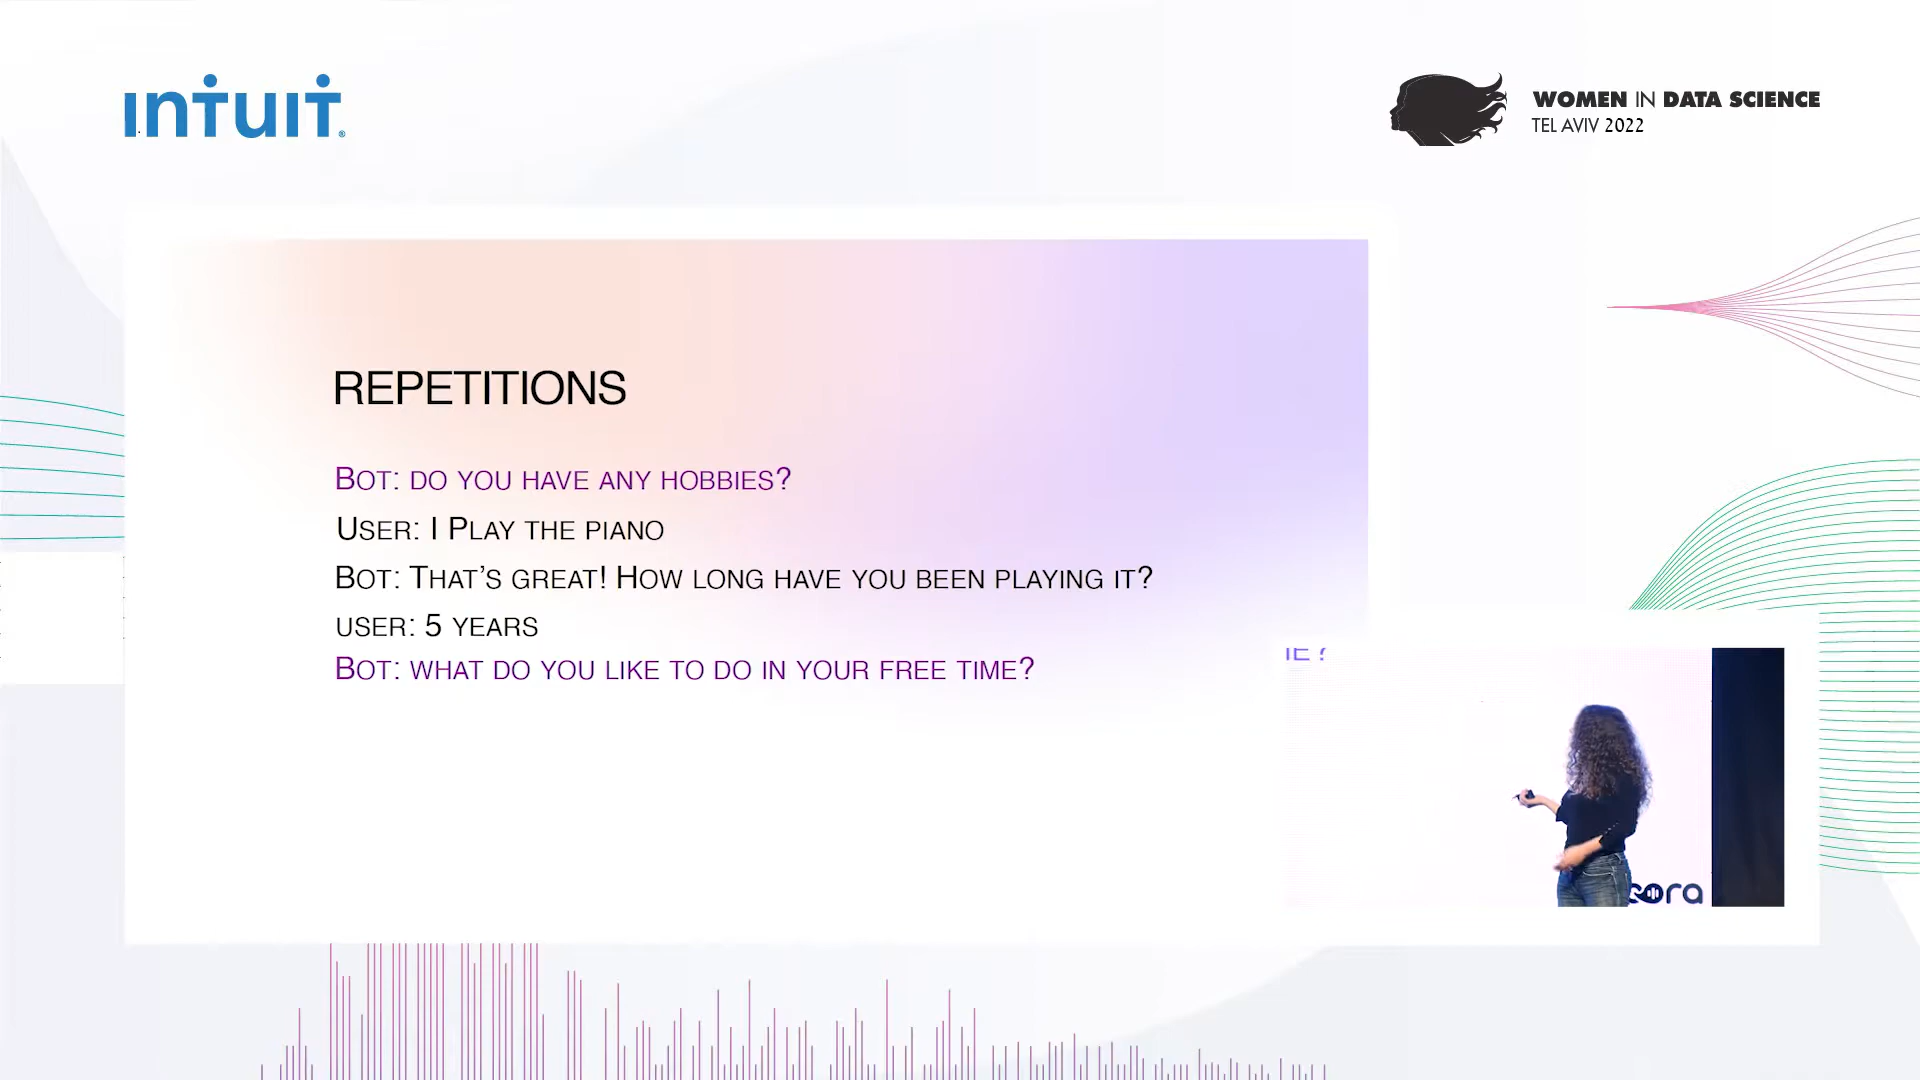 ıntuıt®
WOMEN IN DATA SCIENCE
TEL AVIV 2022
REPETITIONS
BOT: DO YOU HAVE ANY HOBBIES?
USER: I PLAY THE PIANO
BOT: THAT’S GREAT! HOW LONG HAVE YOU BEEN PLAYING IT?
USER: 5 YEARS
BOT: WHAT DO YOU LIKE TO DO IN YOUR FREE TIME?
cora